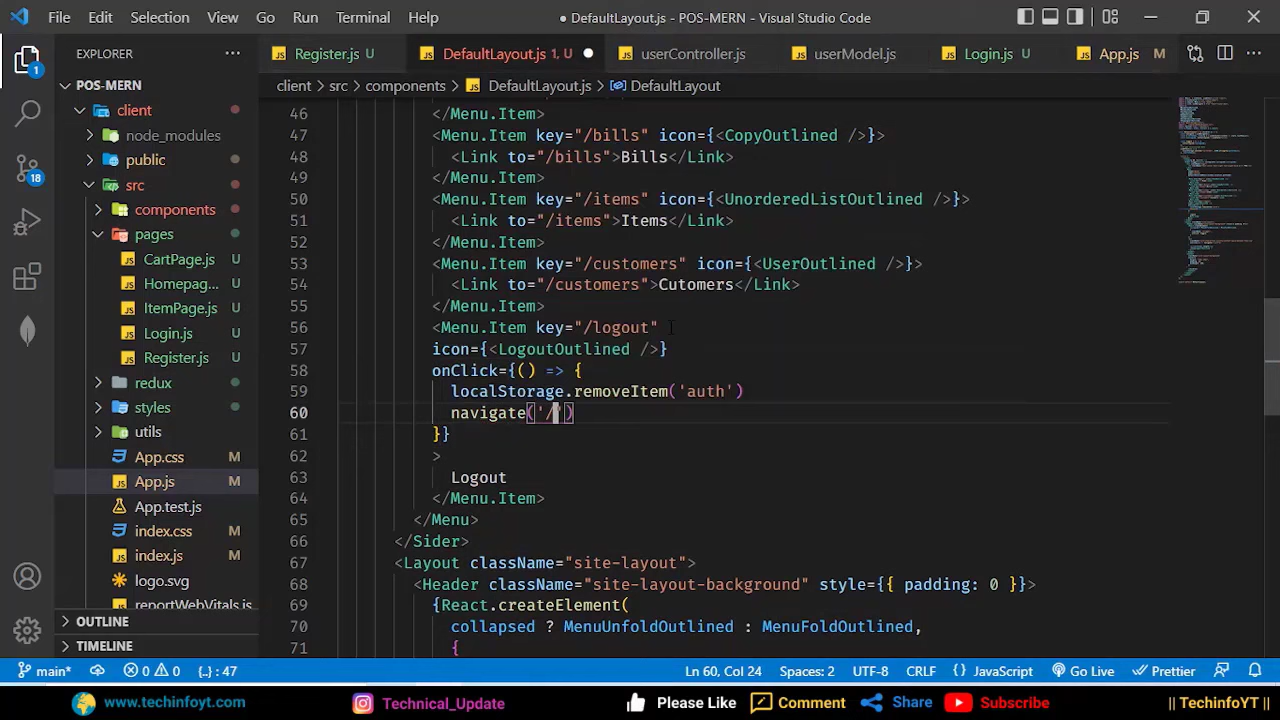 File Edit Selection View Go Run Terminal Help ● DefaultLayout.js - POS-MERN - Visual Studio Code
EXPLORER ···
Register.js U DefaultLayout.js 1, U userController.js userModel.js Login.js U App.js M
POS-MERN
client > src > components > DefaultLayout.js > DefaultLayout
client
node_modules
public
src
components
pages
CartPage.js U
Homepag... U
ItemPage.js U
Login.js U
Register.js U
redux
styles
utils
App.css M
App.js M
App.test.js
index.css M
index.js M
logo.svg
reportWebVitals.js
OUTLINE
TIMELINE
1
18
46 </Menu.Item>
47 <Menu.Item key="/bills" icon={<CopyOutlined />}>
48 <Link to="/bills">Bills</Link>
49 </Menu.Item>
50 <Menu.Item key="/items" icon={<UnorderedListOutlined />}>
51 <Link to="/items">Items</Link>
52 </Menu.Item>
53 <Menu.Item key="/customers" icon={<UserOutlined />}>
54 <Link to="/customers">Cutomers</Link>
55 </Menu.Item>
56 <Menu.Item key="/logout"
57 icon={<LogoutOutlined />}
58 onClick={() => {
59 localStorage.removeItem('auth')
60 navigate('/')
61 }}
62 >
63 Logout
64 </Menu.Item>
65 </Menu>
66 </Sider>
67 <Layout className="site-layout">
68 <Header className="site-layout-background" style={{ padding: 0 }}>
69 {React.createElement(
70 collapsed ? MenuUnfoldOutlined : MenuFoldOutlined,
71 {
main* 0 0 {..} : 47 Ln 60, Col 24 Spaces: 2 UTF-8 CRLF {} JavaScript Go Live Prettier
www.techinfoyt.com Technical_Update Please Like Comment Share Subscribe || TechinfoYT ||